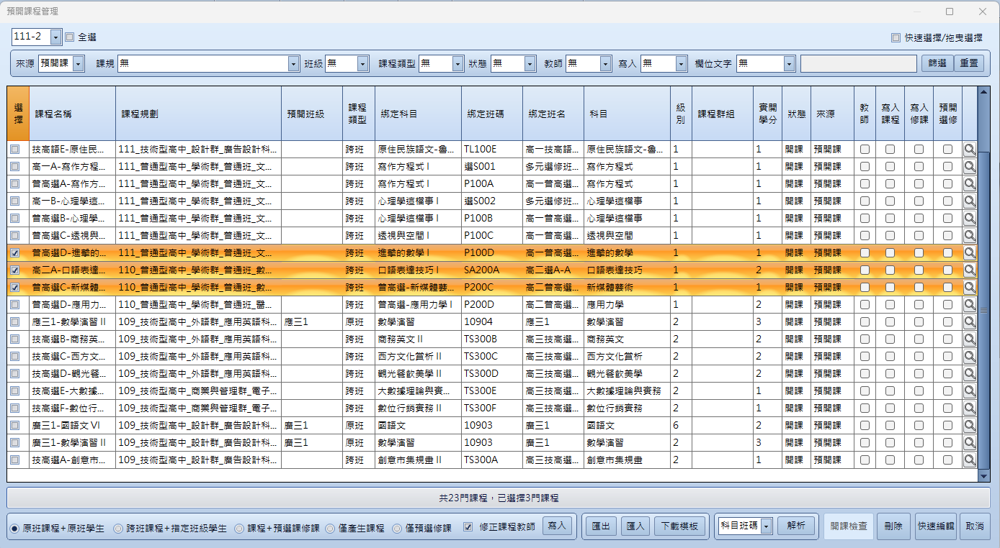 預開課程管理
111-2 全選 快速選擇/拖曳選擇
來源 預開課 課規 無 班級 無 課程類型 無 狀態 無 教師 無 寫入 無 欄位文字 無 篩選 重置
選擇 課程名稱 課程規劃 預開班級 課程類型 綁定科目 綁定班碼 綁定班名 科目 級別 課程群組 實開學分 狀態 來源 教師 寫入課程 寫入修課 預開選修
技高語E-原住民... 111_技術型高中_設計群_廣告設計科... 跨班 原住民族語文-魯... TL100E 高一技高語... 原住民族語文-魯... 1 1 開課 預開課
高一A-寫作方程... 111_普通型高中_學術群_普通班_文... 跨班 寫作方程式 I 選S001 多元選修班... 寫作方程式 1 1 開課 預開課
普高選A-寫作方... 111_普通型高中_學術群_普通班_文... 跨班 寫作方程式 I P100A 高一普高選... 寫作方程式 1 1 開課 預開課
高一B-心理學這... 111_普通型高中_學術群_普通班_文... 跨班 心理學這檔事 I 選S002 多元選修班... 心理學這檔事 1 1 開課 預開課
普高選B-心理學... 111_普通型高中_學術群_普通班_文... 跨班 心理學這檔事 I P100B 高一普高選... 心理學這檔事 1 1 開課 預開課
普高選C-透視與... 111_普通型高中_學術群_普通班_文... 跨班 透視與空間 I P100C 高一普高選... 透視與空間 1 1 開課 預開課
普高選D-進擊的... 111_普通型高中_學術群_普通班_文... 跨班 進擊的數學 I P100D 高一普高選... 進擊的數學 1 1 開課 預開課
高二A-口語表達... 110_普通型高中_學術群_普通班_數... 跨班 口語表達技巧 I SA200A 高二選A-A 口語表達技巧 1 2 開課 預開課
普高選C-新媒體... 110_普通型高中_學術群_普通班_數... 跨班 普高選-新媒體藝... P200C 高二普高選... 新媒體藝術 1 1 開課 預開課
普高選D-應用力... 110_普通型高中_學術群_普通班_醫... 跨班 普高選-應用力學 I P200D 高二普高選... 應用力學 1 2 開課 預開課
應三1-數學演習 II 109_技術型高中_外語群_應用英語科... 應三1 原班 數學演習 10904 應三1 數學演習 2 3 開課 預開課
技高選B-商務英... 109_技術型高中_外語群_應用英語科... 跨班 商務英文 II TS300B 高三技高選... 商務英文 2 2 開課 預開課
技高選C-西方文... 109_技術型高中_外語群_應用英語科... 跨班 西方文化賞析 II TS300C 高三技高選... 西方文化賞析 2 2 開課 預開課
技高選D-觀光餐... 109_技術型高中_外語群_應用英語科... 跨班 觀光餐飲美學 II TS300D 高三技高選... 觀光餐飲美學 2 2 開課 預開課
技高選E-大數據... 109_技術型高中_商業與管理群_電子... 跨班 大數據理論與實... TS300E 高三技高選... 大數據理論與實務 2 1 開課 預開課
技高選F-數位行... 109_技術型高中_商業與管理群_電子... 跨班 數位行銷實務 II TS300F 高三技高選... 數位行銷實務 2 1 開課 預開課
廣三1-國語文 VI 109_技術型高中_設計群_廣告設計科... 廣三1 原班 國語文 10903 廣三1 國語文 6 2 開課 預開課
廣三1-數學演習 II 109_技術型高中_設計群_廣告設計科... 廣三1 原班 數學演習 10903 廣三1 數學演習 2 3 開課 預開課
技高選A-創意市... 109_技術型高中_設計群_廣告設計科... 跨班 創意市集規畫 II TS300A 高三技高選... 創意市集規畫 2 1 開課 預開課
共23門課程，已選擇3門課程
原班課程+原班學生 跨班課程+指定班級學生 課程+預選課修課 僅產生課程 僅預選修課 修正課程教師 寫入 匯出 匯入 下載模板 科目班碼 解析 開課檢查 刪除 快速編輯 取消